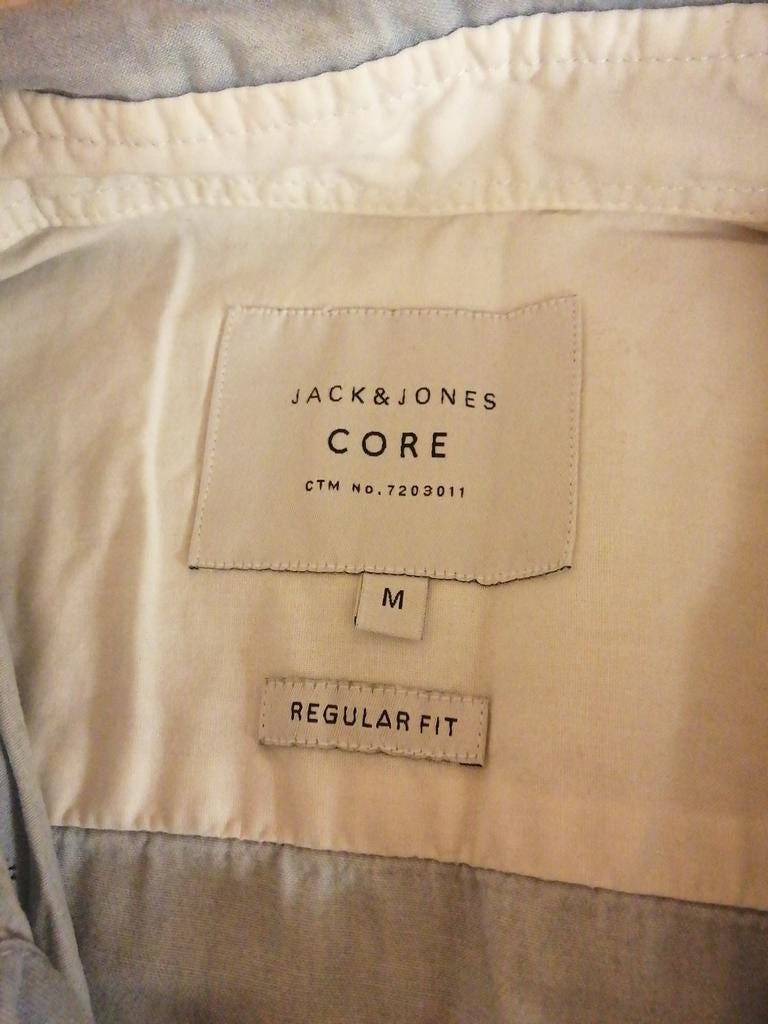 JACK&JONES
CORE
CTM No.7203011
M
REGULAR FIT